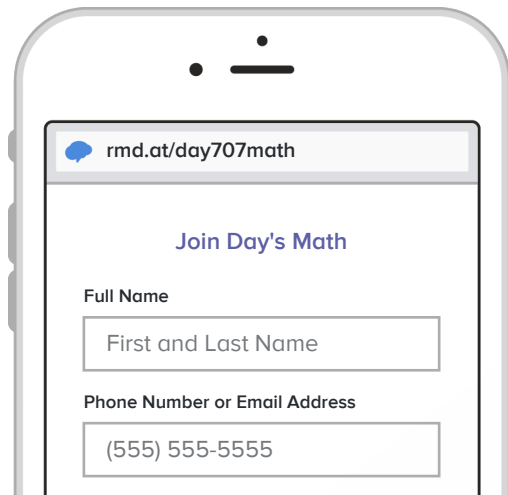 rmd.at/day707math
Join Day's Math
Full Name
First and Last Name
Phone Number or Email Address
(555) 555-5555